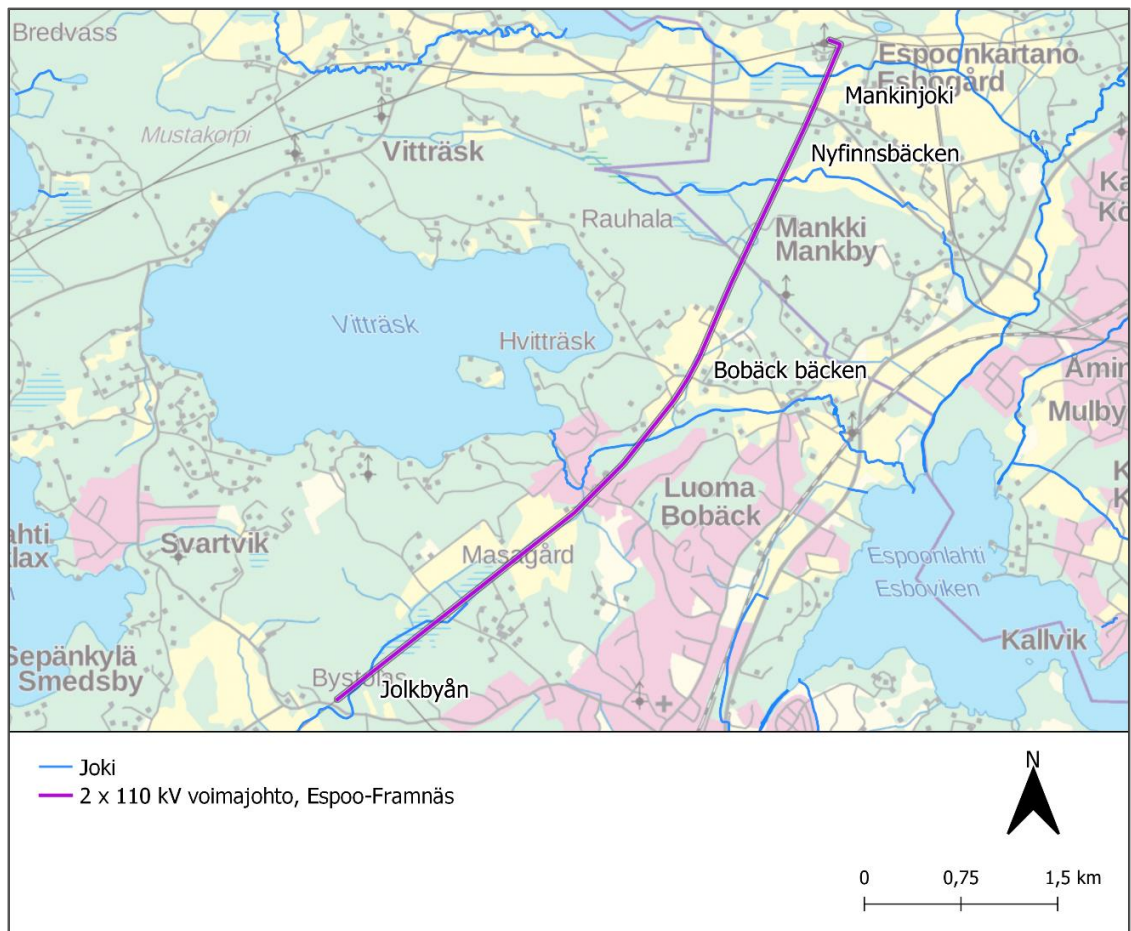 Bredvass
Espoonkartano
Esbogård
Mankinjoki
Mustakorpi
Vitträsk
Nyfinnsbäcken
Rauhala
Mankki
Mankby
Vitträsk
Hvitträsk
Bobäck bäcken
Luoma
Bobäck
Svartvik
Masagård
Espoonlahti
Esboviken
Kallvik
Sepänkylä
Smedsby
Jolkbyån
Joki
2 x 110 kV voimajohto, Espoo-Framnäs
N
0 0,75 1,5 km